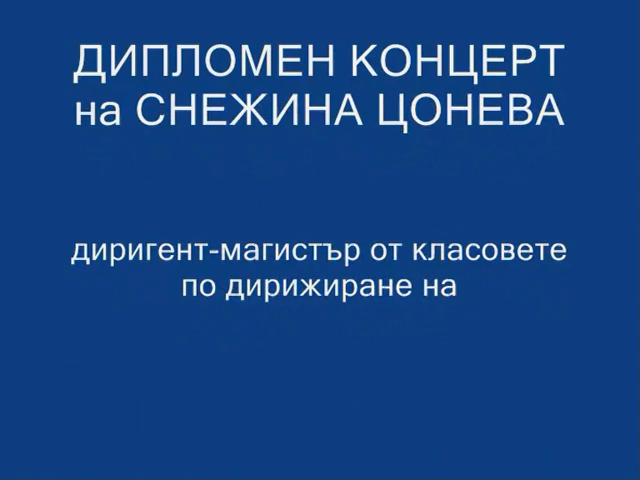 ДИПЛОМЕН КОНЦЕРТ
на СНЕЖИНА ЦОНЕВА
диригент-магистър от класовете
по дирижиране на